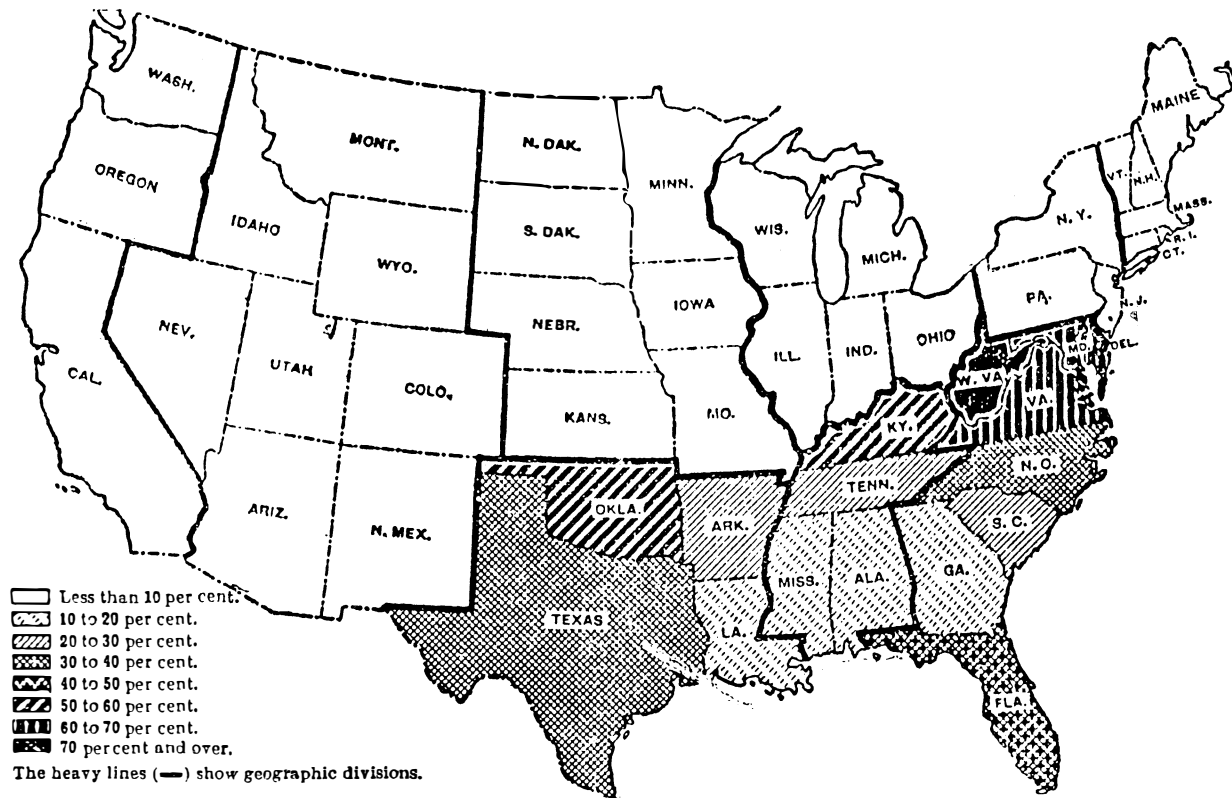 WASH.
MAINE
MONT.
N. DAK.
MINN.
OREGON
VT.
N.H.
IDAHO
S. DAK.
WIS.
N. Y.
MASS.
R. I.
CT.
WYO.
MICH.
PA.
N. J.
IOWA
NEV.
NEBR.
OHIO
ILL.
IND.
MD.
DEL.
UTAH
CAL.
COLO.
W. VA
VA.
KANS.
MO.
KY.
N. C.
TENN.
ARIZ.
N. MEX.
OKLA.
ARK.
S. C.
MISS.
ALA.
GA.
TEXAS
LA.
FLA.
Less than 10 per cent.
10 to 20 per cent.
20 to 30 per cent.
30 to 40 per cent.
40 to 50 per cent.
50 to 60 per cent.
60 to 70 per cent.
70 per cent and over.
The heavy lines (▬) show geographic divisions.